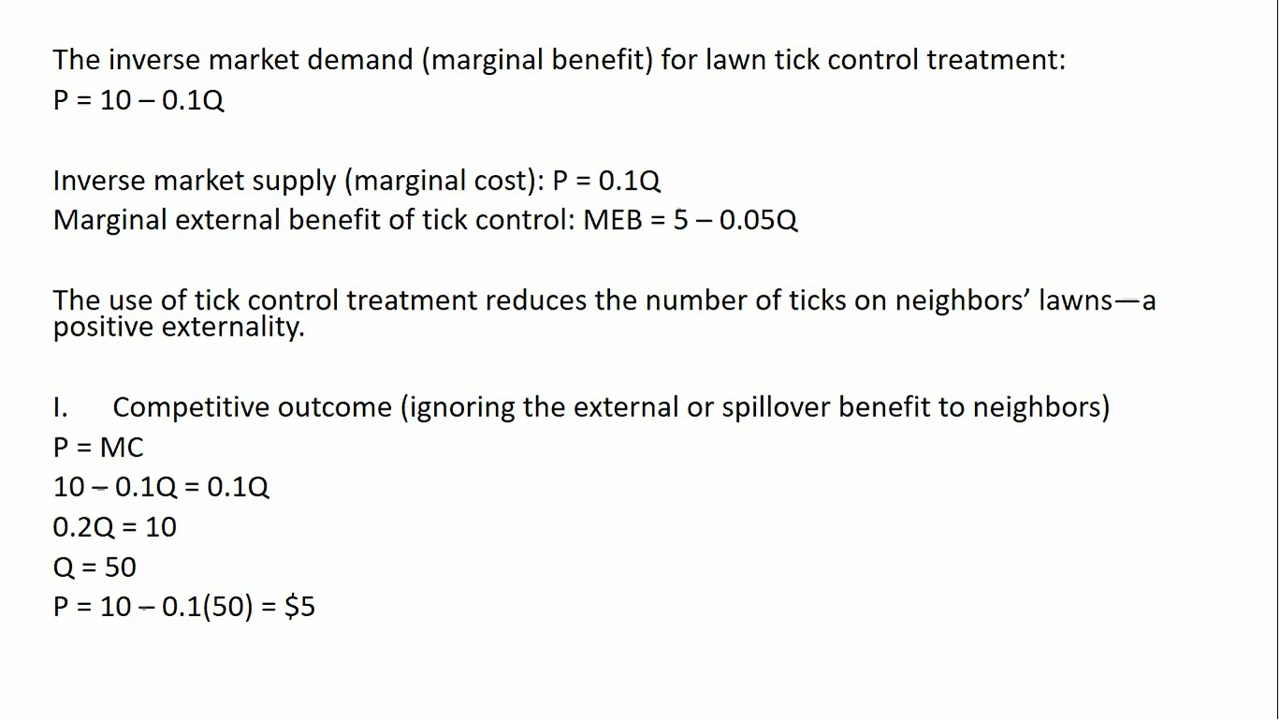 The inverse market demand (marginal benefit) for lawn tick control treatment:
P = 10 – 0.1Q
Inverse market supply (marginal cost): P = 0.1Q
Marginal external benefit of tick control: MEB = 5 – 0.05Q
The use of tick control treatment reduces the number of ticks on neighbors’ lawns—a
positive externality.
I. Competitive outcome (ignoring the external or spillover benefit to neighbors)
P = MC
10 – 0.1Q = 0.1Q
0.2Q = 10
Q = 50
P = 10 – 0.1(50) = $5